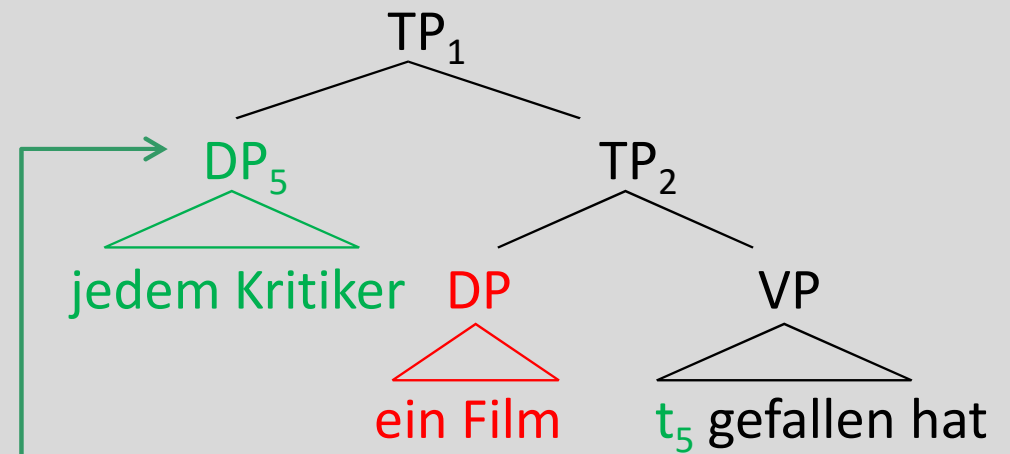 TP₁
DP₅ TP₂
jedem Kritiker DP VP
ein Film t₅ gefallen hat